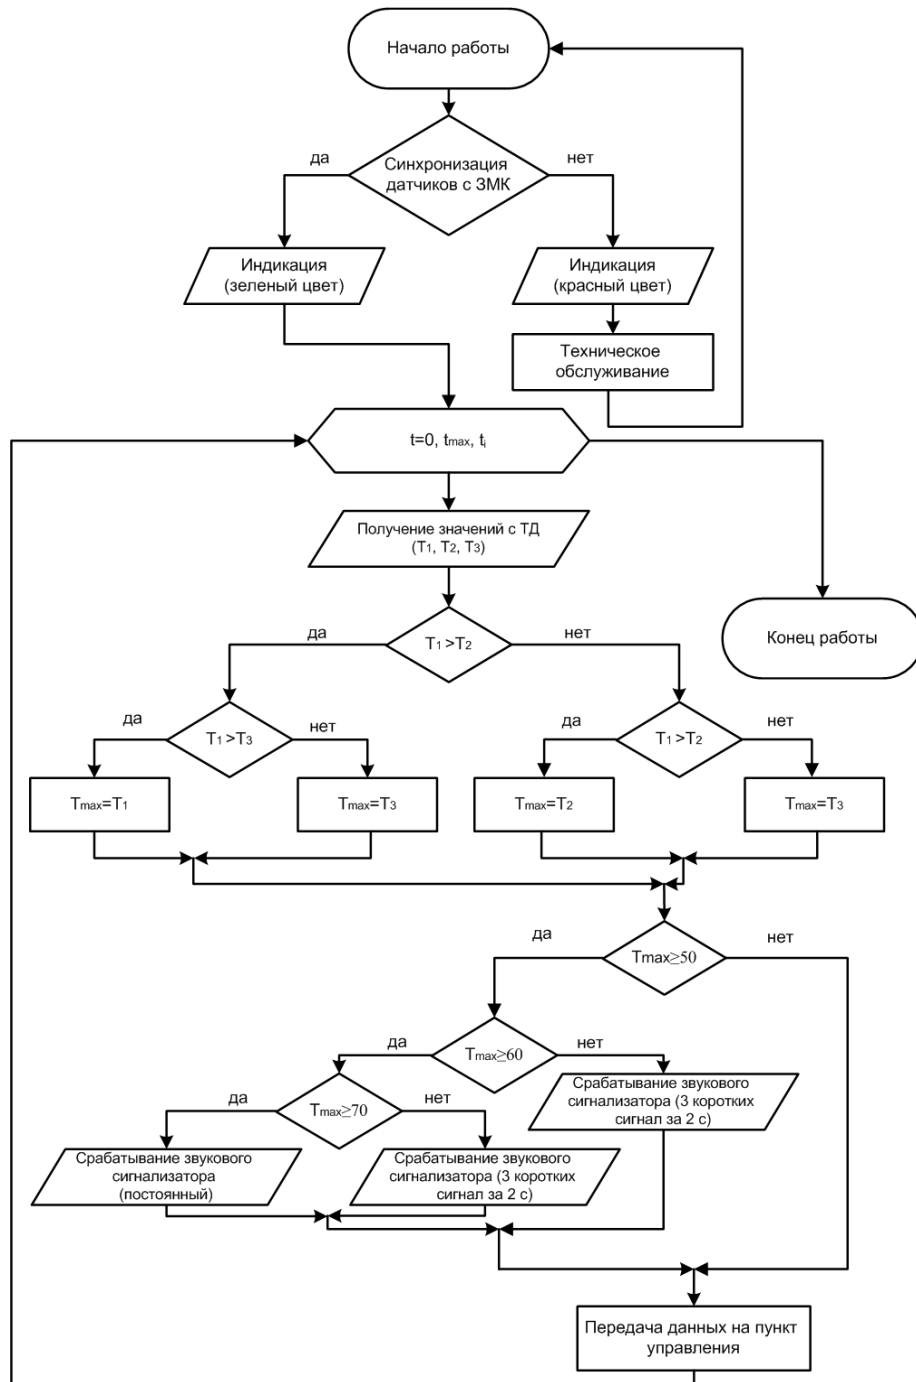 Начало работы
да
нет
Синхронизация
датчиков с ЗМК
Индикация
(зеленый цвет)
Индикация
(красный цвет)
Техническое
обслуживание
t=0, tmax, ti
Получение значений с ТД
(T1, T2, T3)
да
T1>T2
нет
Конец работы
да
T1>T3
нет
да
T1>T2
нет
Tmax=T1
Tmax=T3
Tmax=T2
Tmax=T3
да
Tmax≥50
нет
да
Tmax≥60
нет
да
Tmax≥70
нет
Срабатывание звукового
сигнализатора (3 коротких
сигнал за 2 с)
Срабатывание звукового
сигнализатора
(постоянный)
Срабатывание звукового
сигнализатора (3 коротких
сигнал за 2 с)
Передача данных на пункт
управления